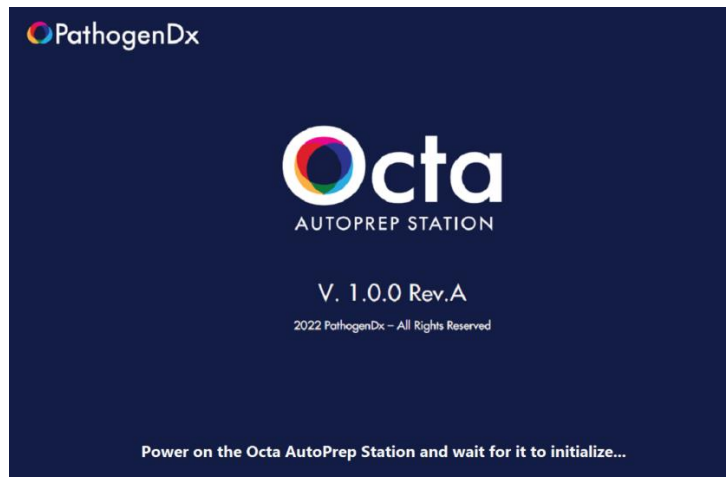 PathogenDx
Octa
AUTOPREP STATION
V. 1.0.0 Rev.A
2022 PathogenDx – All Rights Reserved
Power on the Octa AutoPrep Station and wait for it to initialize...